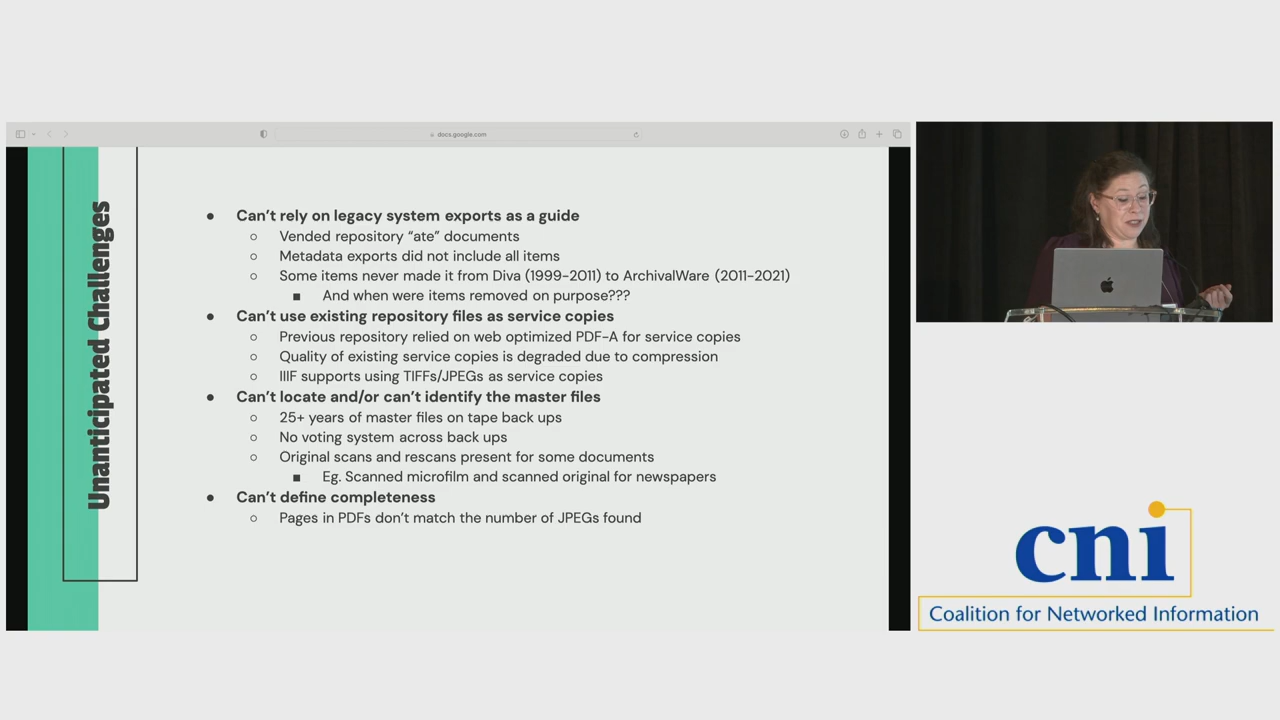 docs.google.com
Unanticipated Challenges
● Can’t rely on legacy system exports as a guide
○ Vended repository “ate” documents
○ Metadata exports did not include all items
○ Some items never made it from Diva (1999-2011) to ArchivalWare (2011-2021)
■ And when were items removed on purpose???
● Can’t use existing repository files as service copies
○ Previous repository relied on web optimized PDF-A for service copies
○ Quality of existing service copies is degraded due to compression
○ IIIF supports using TIFFs/JPEGs as service copies
● Can’t locate and/or can’t identify the master files
○ 25+ years of master files on tape back ups
○ No voting system across back ups
○ Original scans and rescans present for some documents
■ Eg. Scanned microfilm and scanned original for newspapers
● Can’t define completeness
○ Pages in PDFs don’t match the number of JPEGs found
cni
Coalition for Networked Information